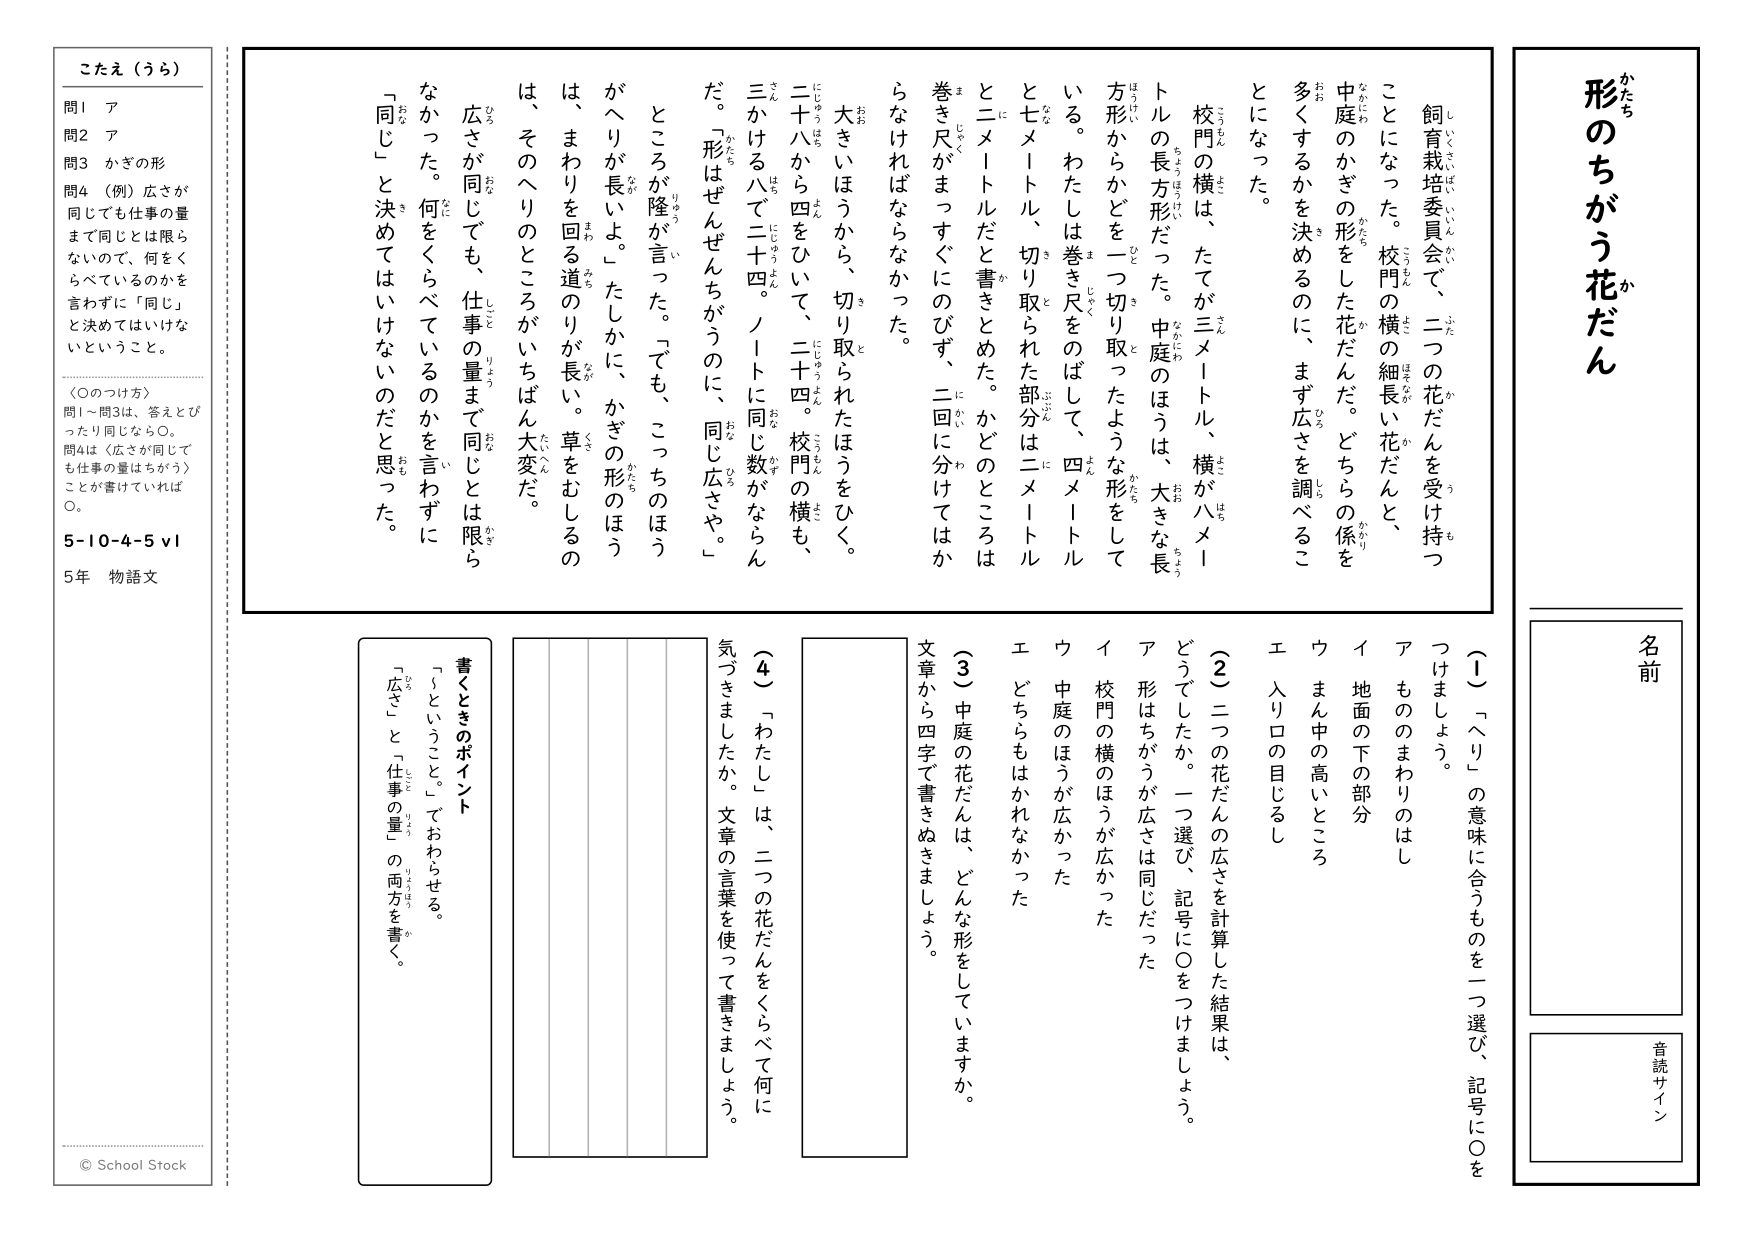 形のちがう花だん
名前
音読サイン
飼育栽培委員会で、二つの花だんを受け持つ
ことになった。校門の横の細長い花だんと、
中庭のかぎの形をした花だんだ。どちらの係を
多くするかを決めるのに、まず広さを調べるこ
とになった。
校門の横は、たてが三メートル、横が八メー
トルの長方形だった。中庭のほうは、大きな長
方形からかどを一つ切り取ったような形をして
いる。わたしは巻き尺をのばして、四メートル
と七メートル、切り取られた部分は二メートル
と二メートルだと書きとめた。かどのところは
巻き尺がまっすぐにのびず、二回に分けてはか
らなければならなかった。
大きいほうから、切り取られたほうをひく。
二十八から四をひいて、二十四。校門の横も、
三かける八で二十四。ノートに同じ数がならん
だ。「形はぜんぜんちがうのに、同じ広さや。」
ところが隆が言った。「でも、こっちのほう
がへりが長いよ。」たしかに、かぎの形のほう
は、まわりを回る道のりが長い。草をむしるの
は、そのへりのところがいちばん大変だ。
広さが同じでも、仕事の量まで同じとは限ら
なかった。何をくらべているのかを言わずに
「同じ」と決めてはいけないのだと思った。
(1)「へり」の意味に合うものを一つ選び、記号に○を
つけましょう。
ア　もののまわりのはし
イ　地面の下の部分
ウ　まん中の高いところ
エ　入り口の目じるし
(2)二つの花だんの広さを計算した結果は、
どうでしたか。一つ選び、記号に○をつけましょう。
ア　形はちがうが広さは同じだった
イ　校門の横のほうが広かった
ウ　中庭のほうが広かった
エ　どちらもはかれなかった
(3)中庭の花だんは、どんな形をしていますか。
文章から四字で書きぬきましょう。
(4)「わたし」は、二つの花だんをくらべて何に
気づきましたか。文章の言葉を使って書きましょう。
書くときのポイント
「～ということ。」でおわらせる。
「広さ」と「仕事の量」の両方を書く。
こたえ（うら）
問1　ア
問2　ア
問3　かぎの形
問4　（例）広さが
同じでも仕事の量
まで同じとは限ら
ないので、何をく
らべているのかを
言わずに「同じ」
と決めてはいけな
いということ。
〈○のつけ方〉
問1～問3は、答えとぴ
ったり同じなら○。
問4は〈広さが同じで
も仕事の量はちがう〉
ことが書けていれば
○。
5-10-4-5 v1
5年　物語文
© School Stock